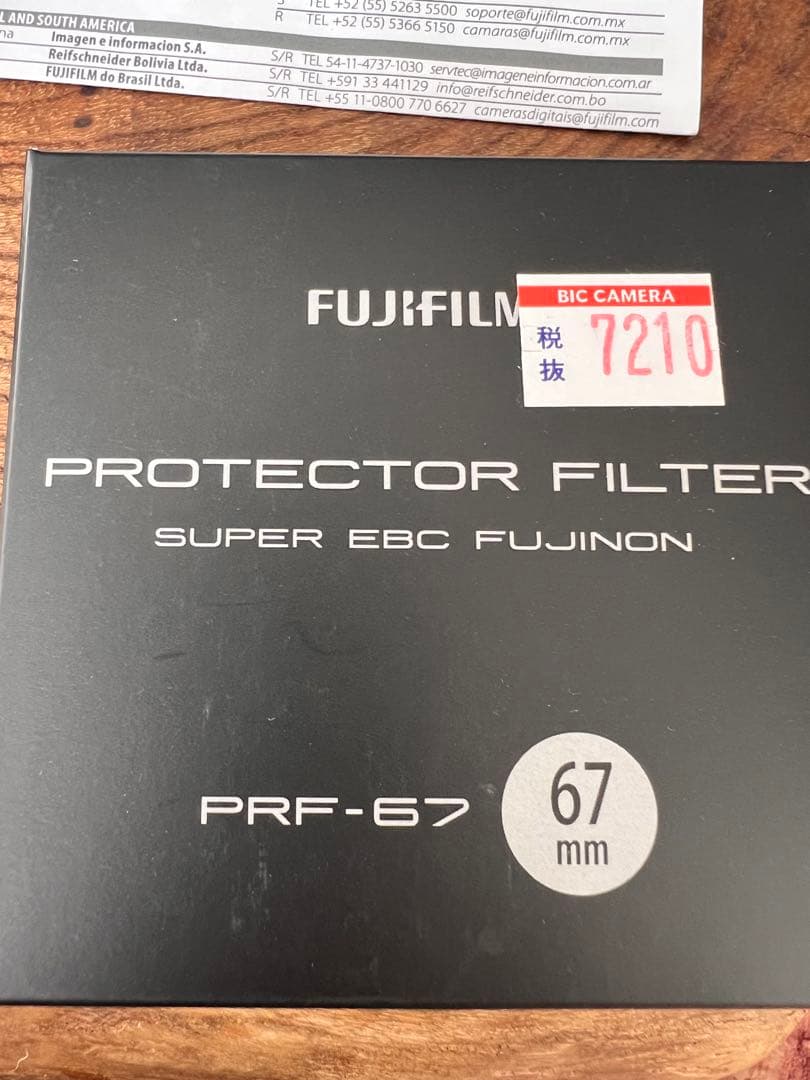 TEL +52 (55) 5263 5500 soporte@fujifilm.com.mx
R TEL +52 (55) 5366 5150 camaras@fujifilm.com.mx
AND SOUTH AMERICA
Imagen e informacion S.A. S/R TEL 54-11-4737-1030 servtec@imageneinformacion.com.ar
Reifschneider Bolivia Ltda. S/R TEL +591 33 441129 info@reifschneider.com.bo
FUJIFILM do Brasil Ltda. S/R TEL +55 11-0800 770 6627 camerasdigitais@fujifilm.com
FUJIFILM
BIC CAMERA
税抜 7210
PROTECTOR FILTER
SUPER EBC FUJINON
PRF-67
67
mm